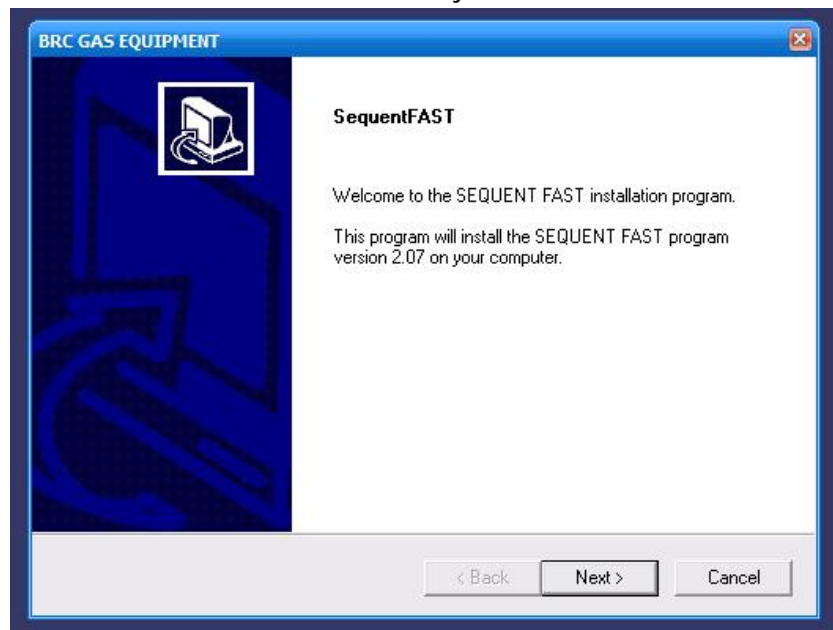 BRC GAS EQUIPMENT
SequentFAST
Welcome to the SEQUENT FAST installation program.
This program will install the SEQUENT FAST program
version 2.07 on your computer.
< Back
Next >
Cancel